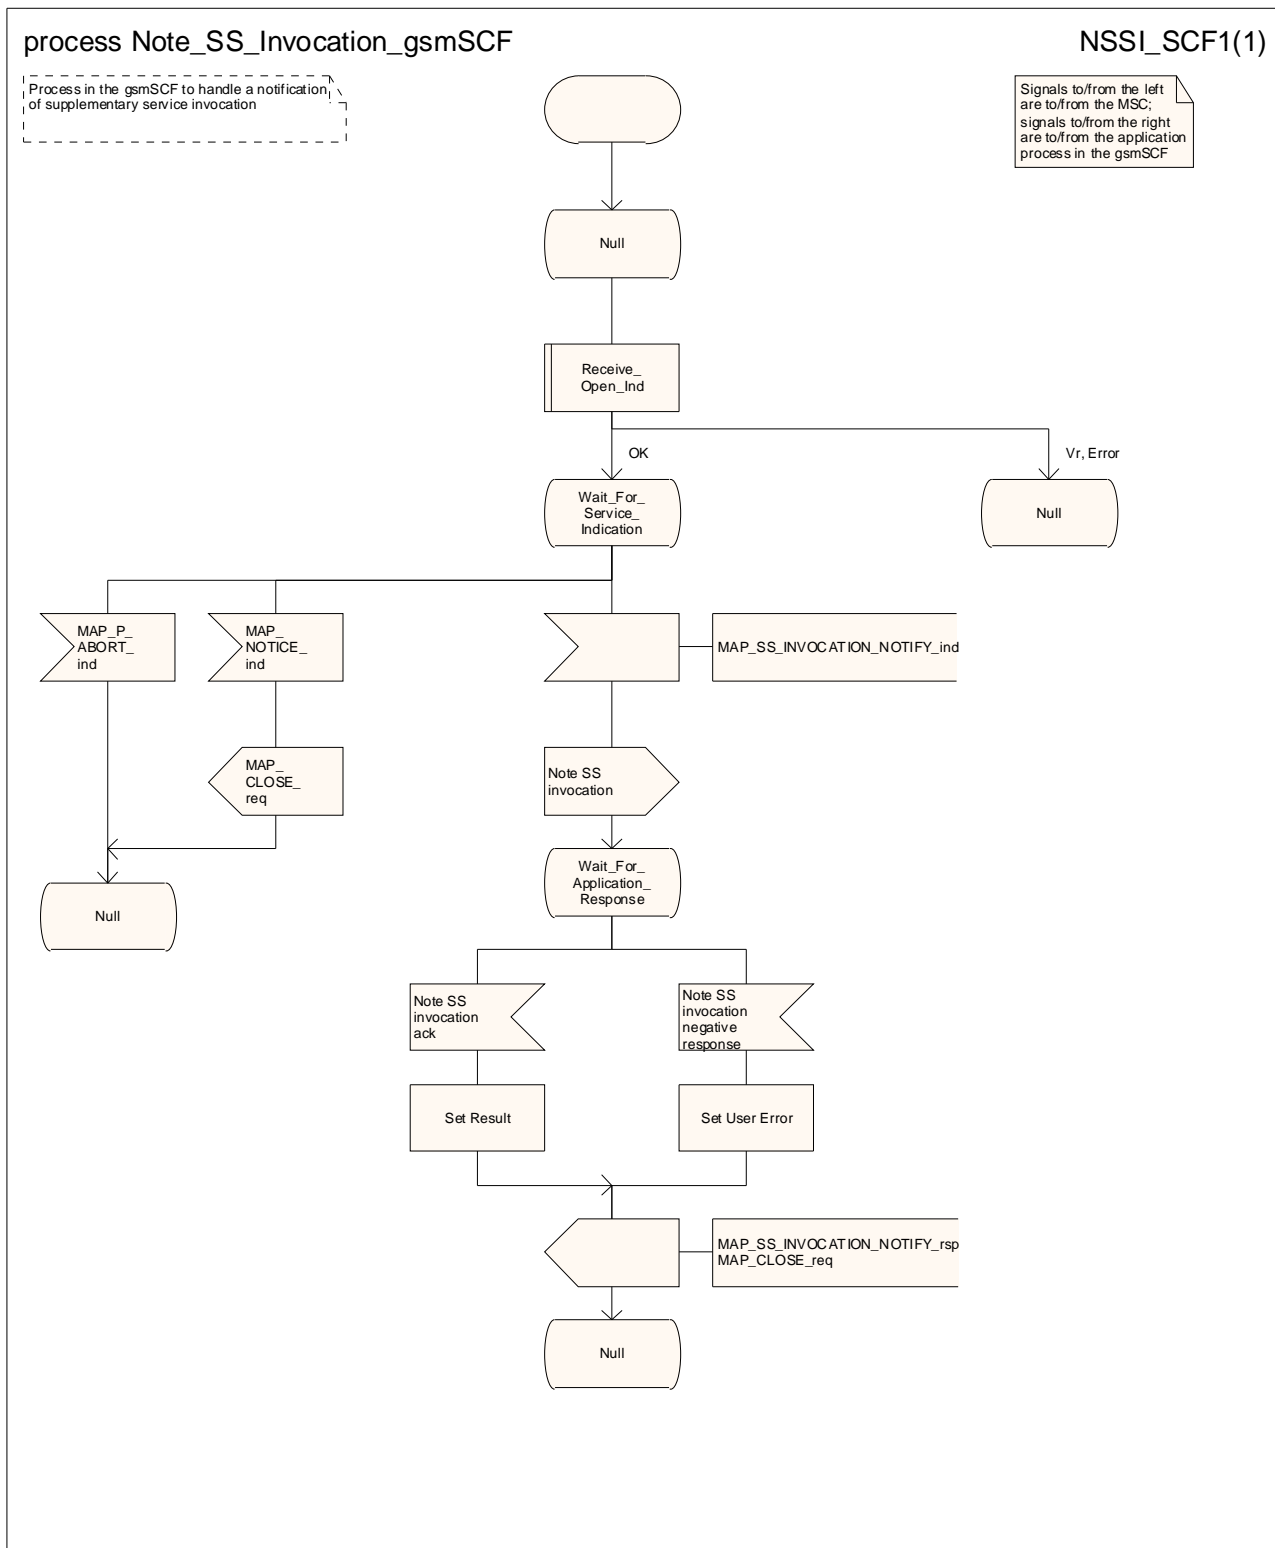 process Note_SS_Invocation_gsmSCF
NSSI_SCF1(1)
Process in the gsmSCF to handle a notification
of supplementary service invocation
Signals to/from the left
are to/from the MSC;
signals to/from the right
are to/from the application
process in the gsmSCF
Null
Receive_
Open_Ind
OK
Vr, Error
Wait_For_
Service_
Indication
Null
MAP_P_
ABORT_
ind
MAP_
NOTICE_
ind
MAP_SS_INVOCATION_NOTIFY_ind
MAP_
CLOSE_
req
Note SS
invocation
Wait_For_
Application_
Response
Null
Note SS
invocation
ack
Note SS
invocation
negative
response
Set Result
Set User Error
MAP_SS_INVOCATION_NOTIFY_rsp
MAP_CLOSE_req
Null